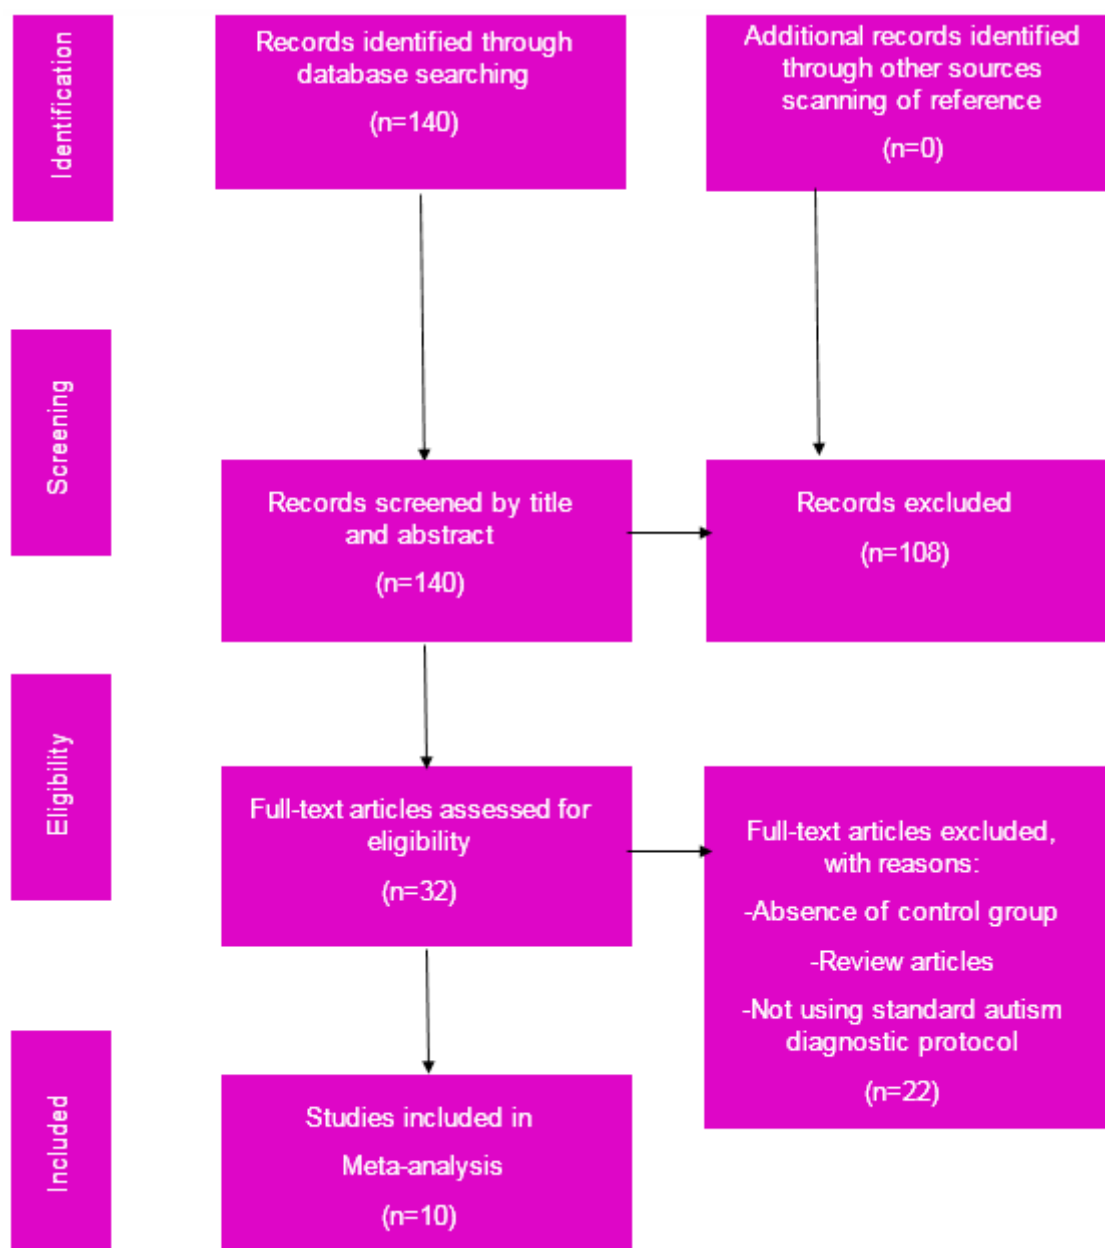 Identification
Records identified through
database searching
(n=140)
Additional records identified
through other sources
scanning of reference
(n=0)
Screening
Records screened by title
and abstract
(n=140)
Records excluded
(n=108)
Eligibility
Full-text articles assessed for
eligibility
(n=32)
Full-text articles excluded,
with reasons:
-Absence of control group
-Review articles
-Not using standard autism
diagnostic protocol
(n=22)
Included
Studies included in
Meta-analysis
(n=10)